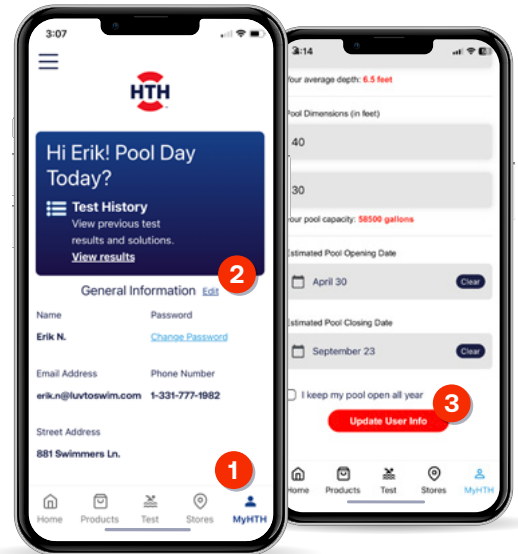 3:07
HTH
Hi Erik! Pool Day
Today?
Test History
View previous test
results and solutions.
View results
2
General Information Edit
Name Password
Erik N. Change Password
Email Address Phone Number
erik.n@luvtoswim.com 1-331-777-1982
Street Address
881 Swimmers Ln.
1
Home Products Test Stores MyHTH
3:14
our average depth: 6.5 feet
Pool Dimensions (in feet)
40
30
our pool capacity: 58500 gallons
Estimated Pool Opening Date
April 30 Clear
Estimated Pool Closing Date
September 23 Clear
I keep my pool open all year
3
Update User Info
Home Products Test Stores MyHTH